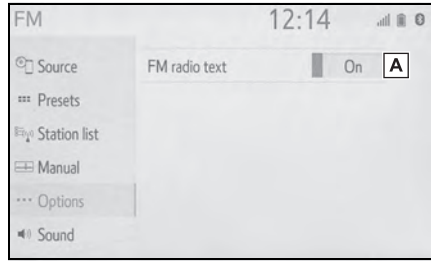 FM 12:14
Source
FM radio text On A
Presets
Station list
Manual
Options
Sound